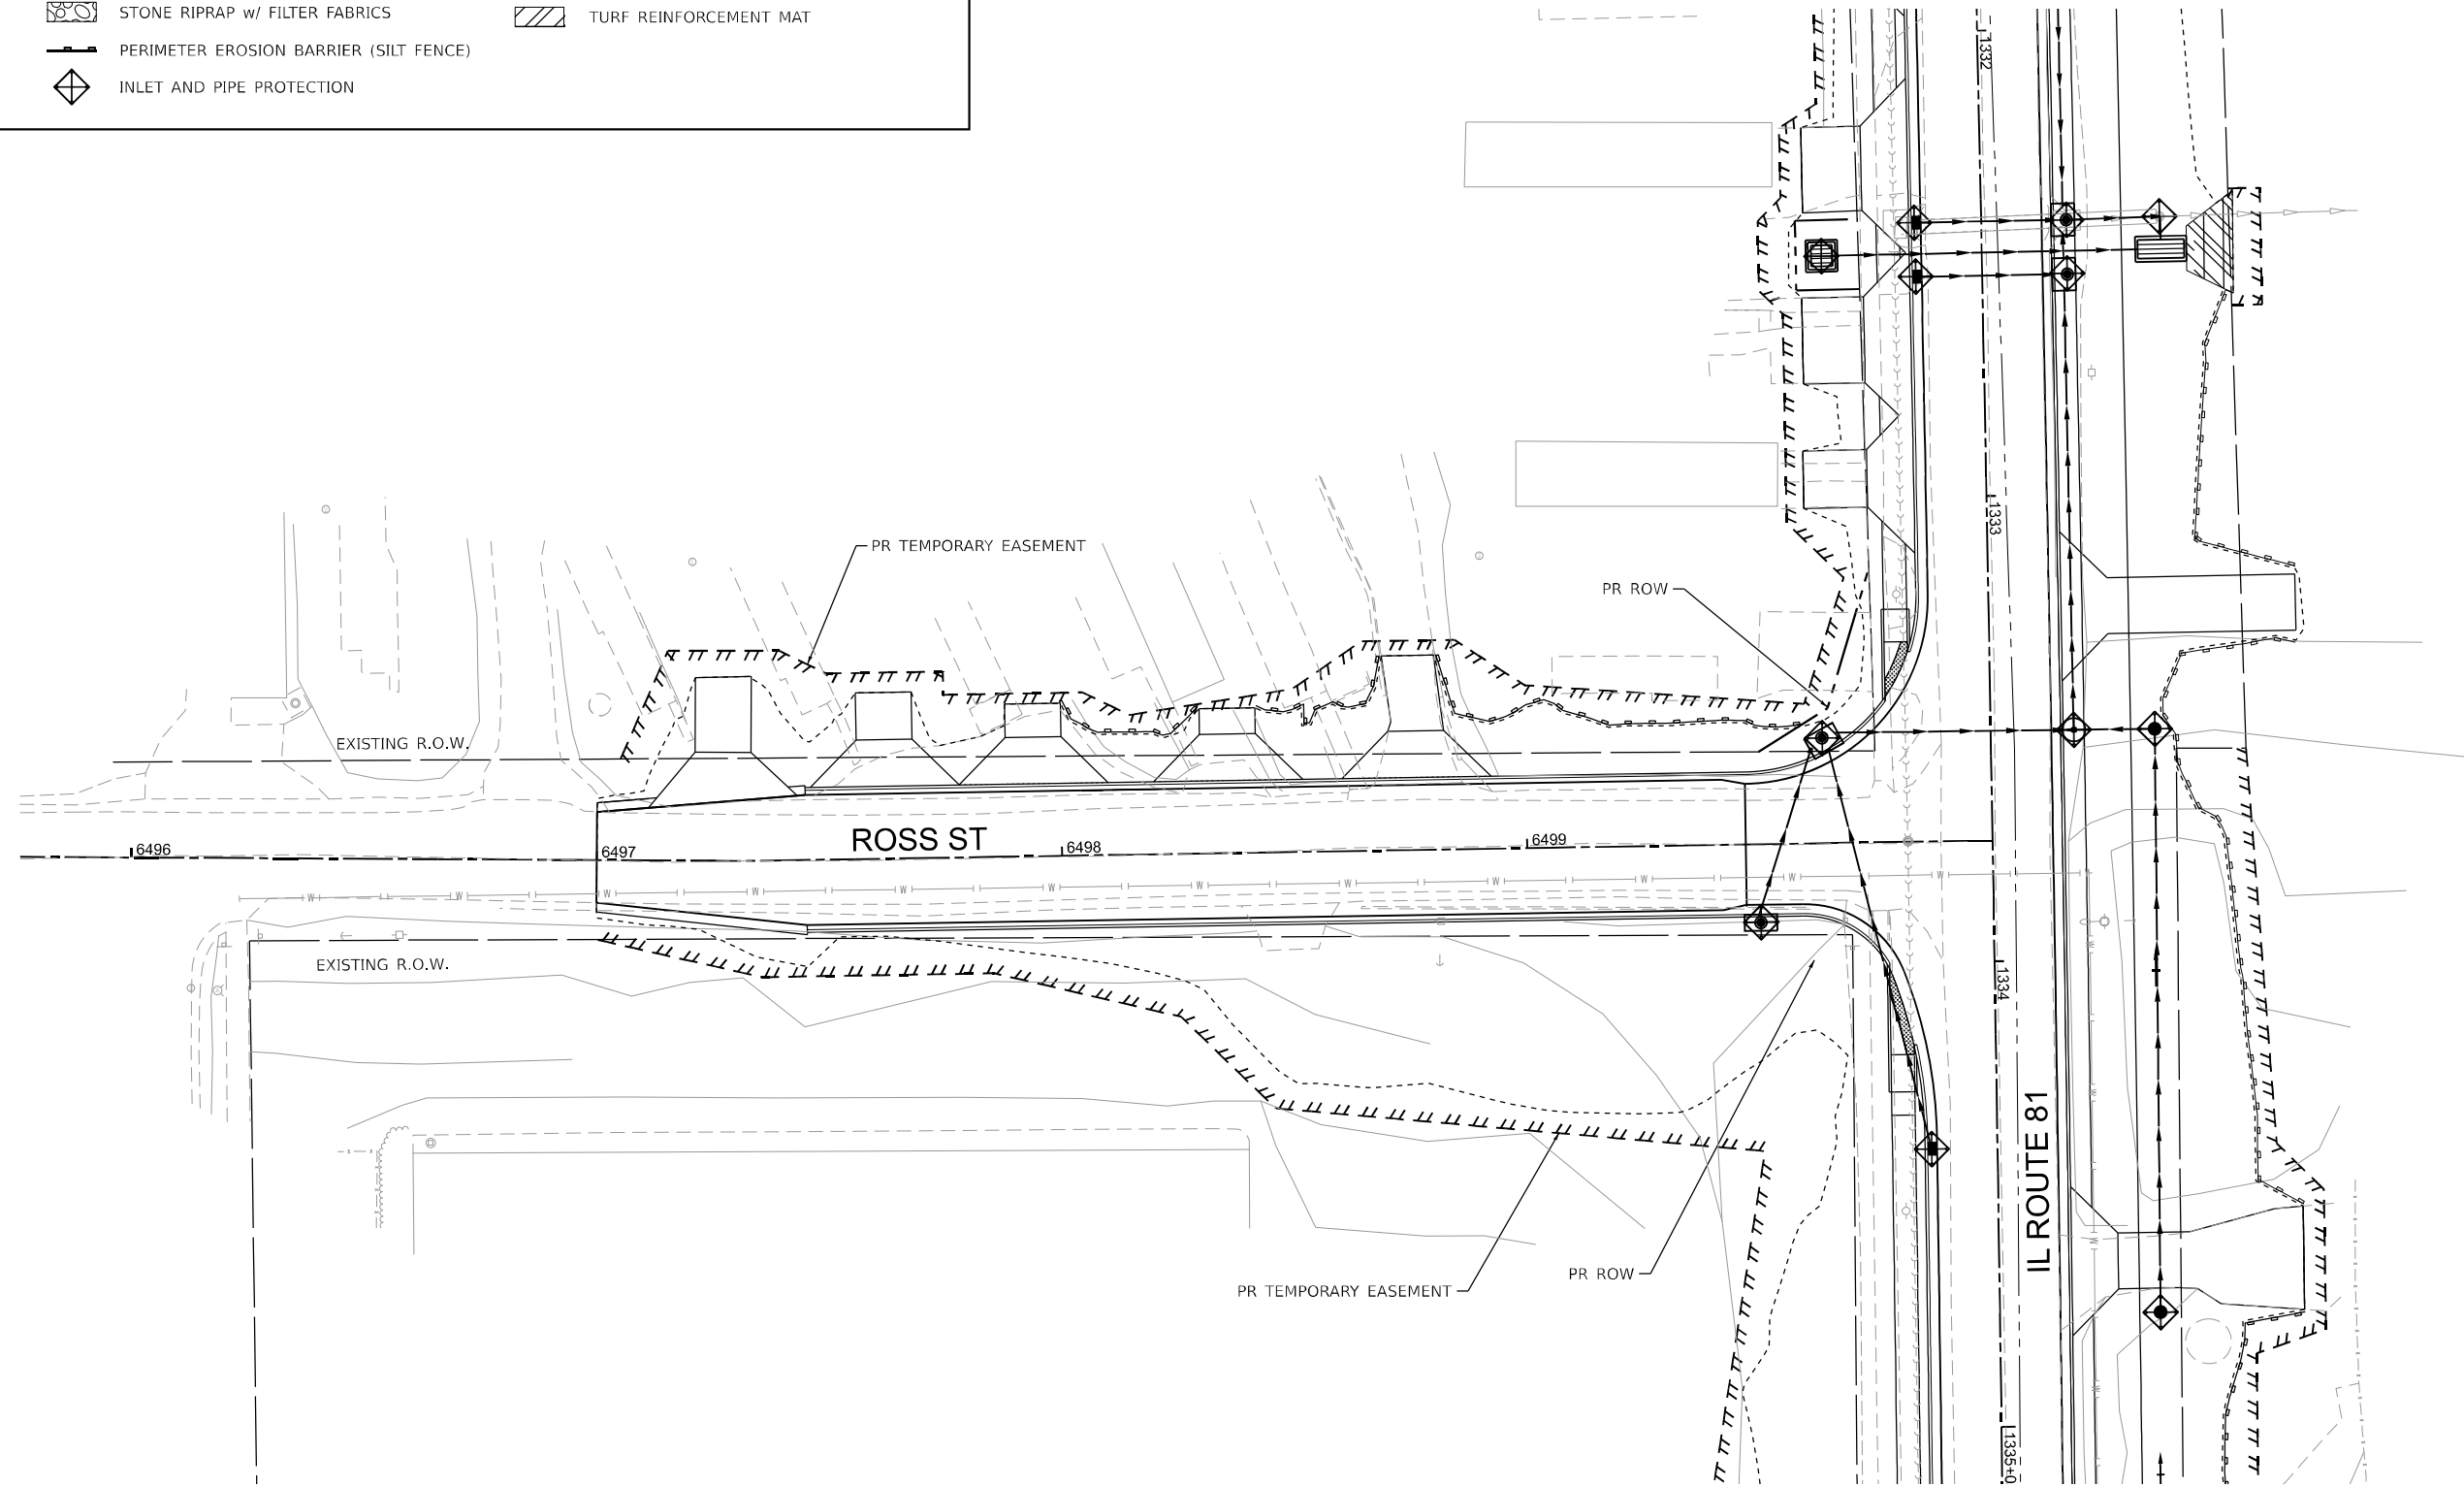 STONE RIPRAP w/ FILTER FABRICS
TURF REINFORCEMENT MAT
PERIMETER EROSION BARRIER (SILT FENCE)
INLET AND PIPE PROTECTION
1332
1333
PR TEMPORARY EASEMENT
PR ROW
EXISTING R.O.W.
ROSS ST
6496
6497
6498
6499
W W W W W W W W W W W W
EXISTING R.O.W.
1334
IL ROUTE 81
W
W
W
W
PR ROW
PR TEMPORARY EASEMENT
1335+0